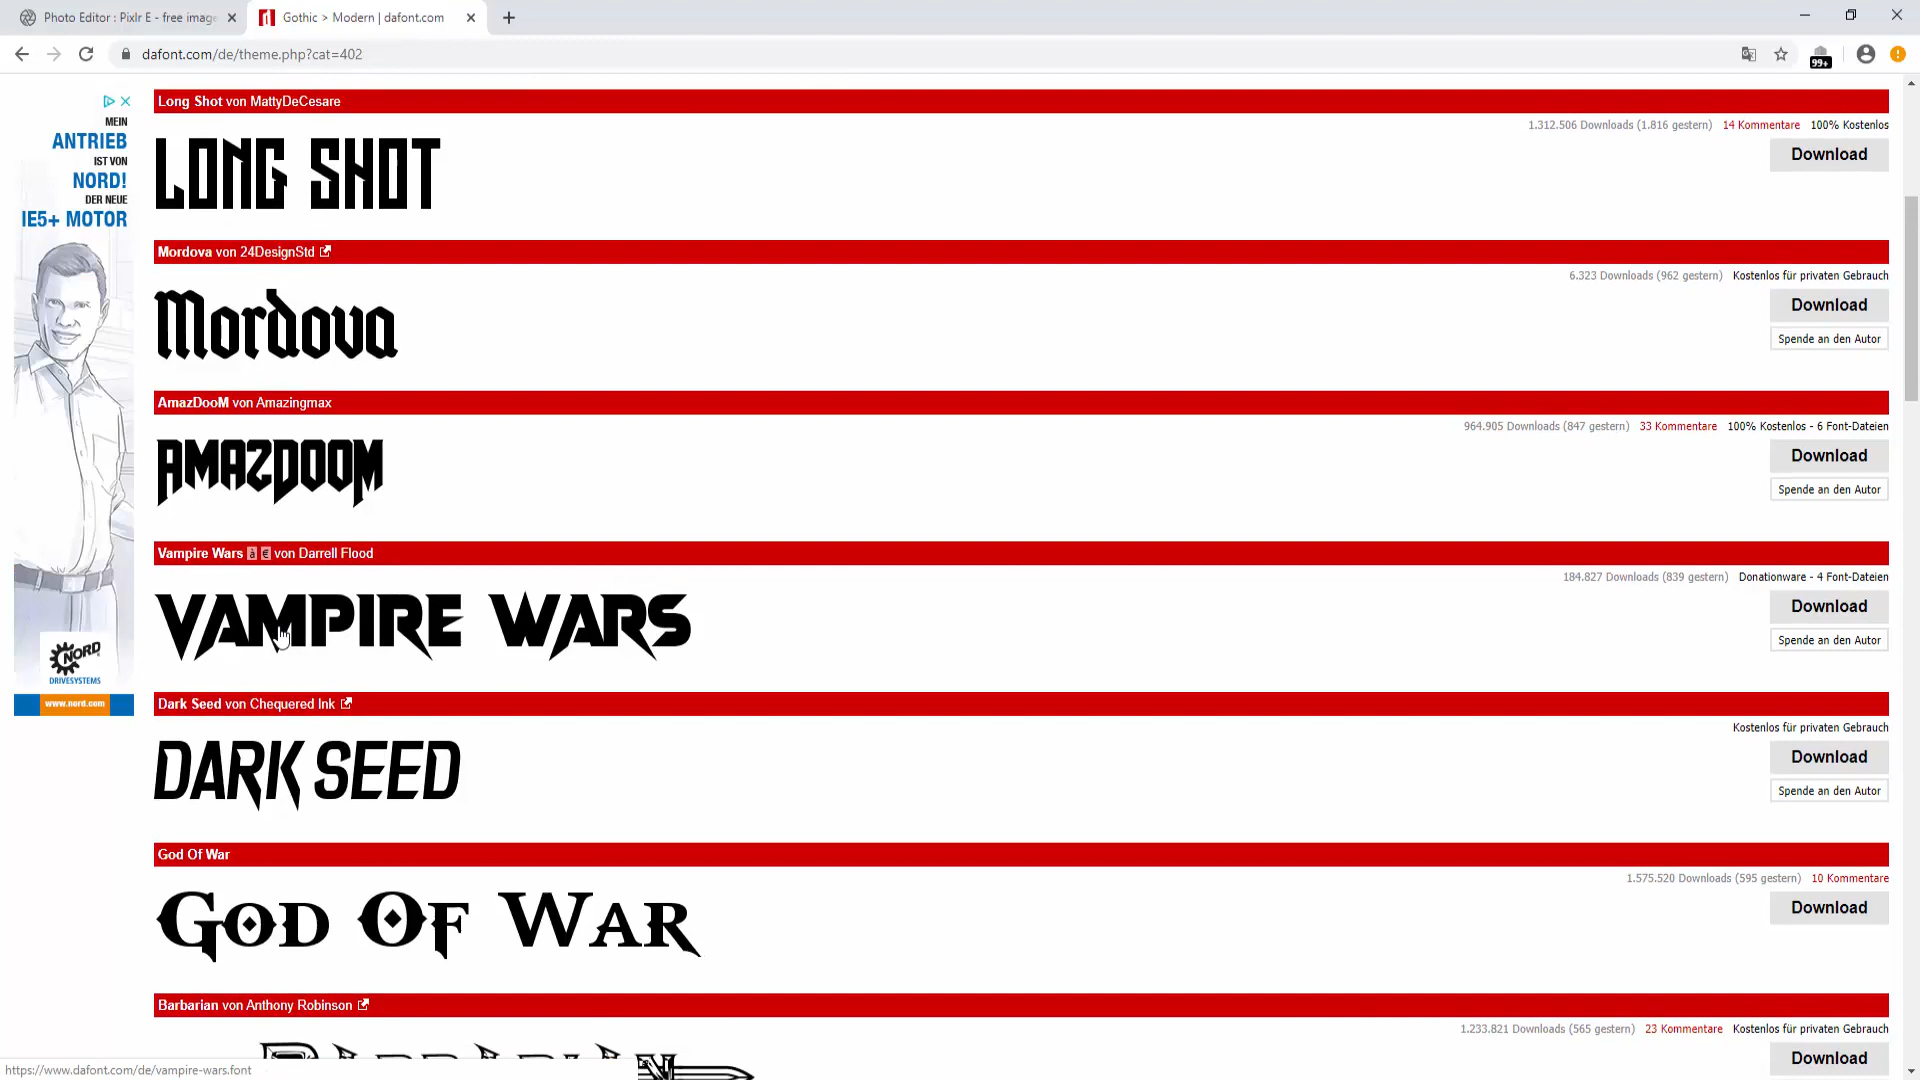 Photo Editor : Pixlr E - free image
Gothic > Modern | dafont.com
dafont.com/de/theme.php?cat=402
99+
MEIN
ANTRIEB
IST VON
NORD!
DER NEUE
IE5+ MOTOR
NORD
DRIVESYSTEMS
www.nord.com
Long Shot von MattyDeCesare
1.312.506 Downloads (1.816 gestern) 14 Kommentare 100% Kostenlos
LONG SHOT
Download
Mordova von 24DesignStd
6.323 Downloads (962 gestern) Kostenlos für privaten Gebrauch
Mordova
Download
Spende an den Autor
AmazDooM von Amazingmax
964.905 Downloads (847 gestern) 33 Kommentare 100% Kostenlos - 6 Font-Dateien
AMAZDOOM
Download
Spende an den Autor
Vampire Wars à € von Darrell Flood
184.827 Downloads (839 gestern) Donationware - 4 Font-Dateien
VAMPIRE WARS
Download
Spende an den Autor
Dark Seed von Chequered Ink
Kostenlos für privaten Gebrauch
DARK SEED
Download
Spende an den Autor
God Of War
1.575.520 Downloads (595 gestern) 10 Kommentare
GOD OF WAR
Download
Barbarian von Anthony Robinson
1.233.821 Downloads (565 gestern) 23 Kommentare Kostenlos für privaten Gebrauch
BARBARIAN
Download
https://www.dafont.com/de/vampire-wars.font